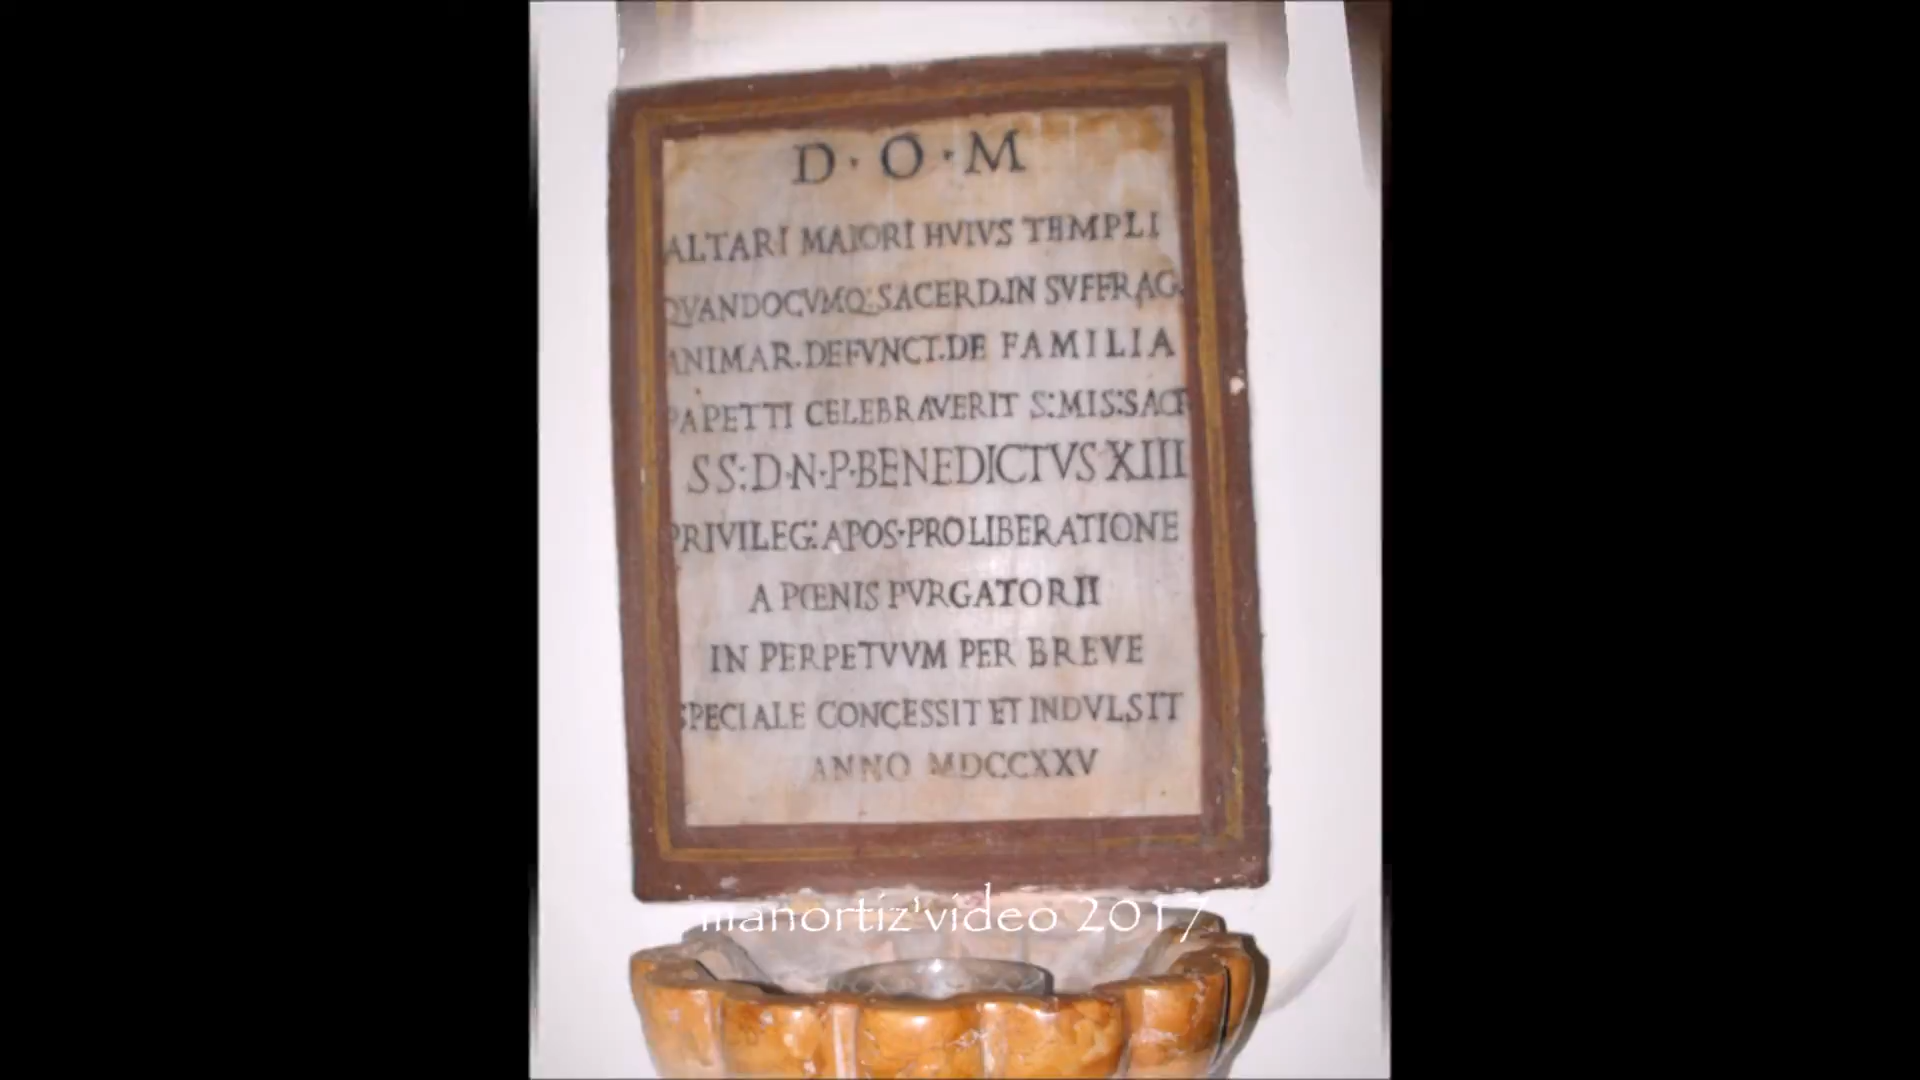 D·O·M
ALTARI MAIORI HVIVS TEMPLI
QVANDOCVMQ:SACERD.IN SVFFRAG.
ANIMAR.DEFVNCT.DE FAMILIA
PAPETTI CELEBRAVERIT S:MIS:SACR
SS:D·N·P·BENEDICTVS XIII
PRIVILEG:APOS·PRO LIBERATIONE
A PŒNIS PVRGATORII
IN PERPETVVM PER BREVE
SPECIALE CONCESSIT ET INDVLSIT
ANNO MDCCXXV
manortiz'video 2017